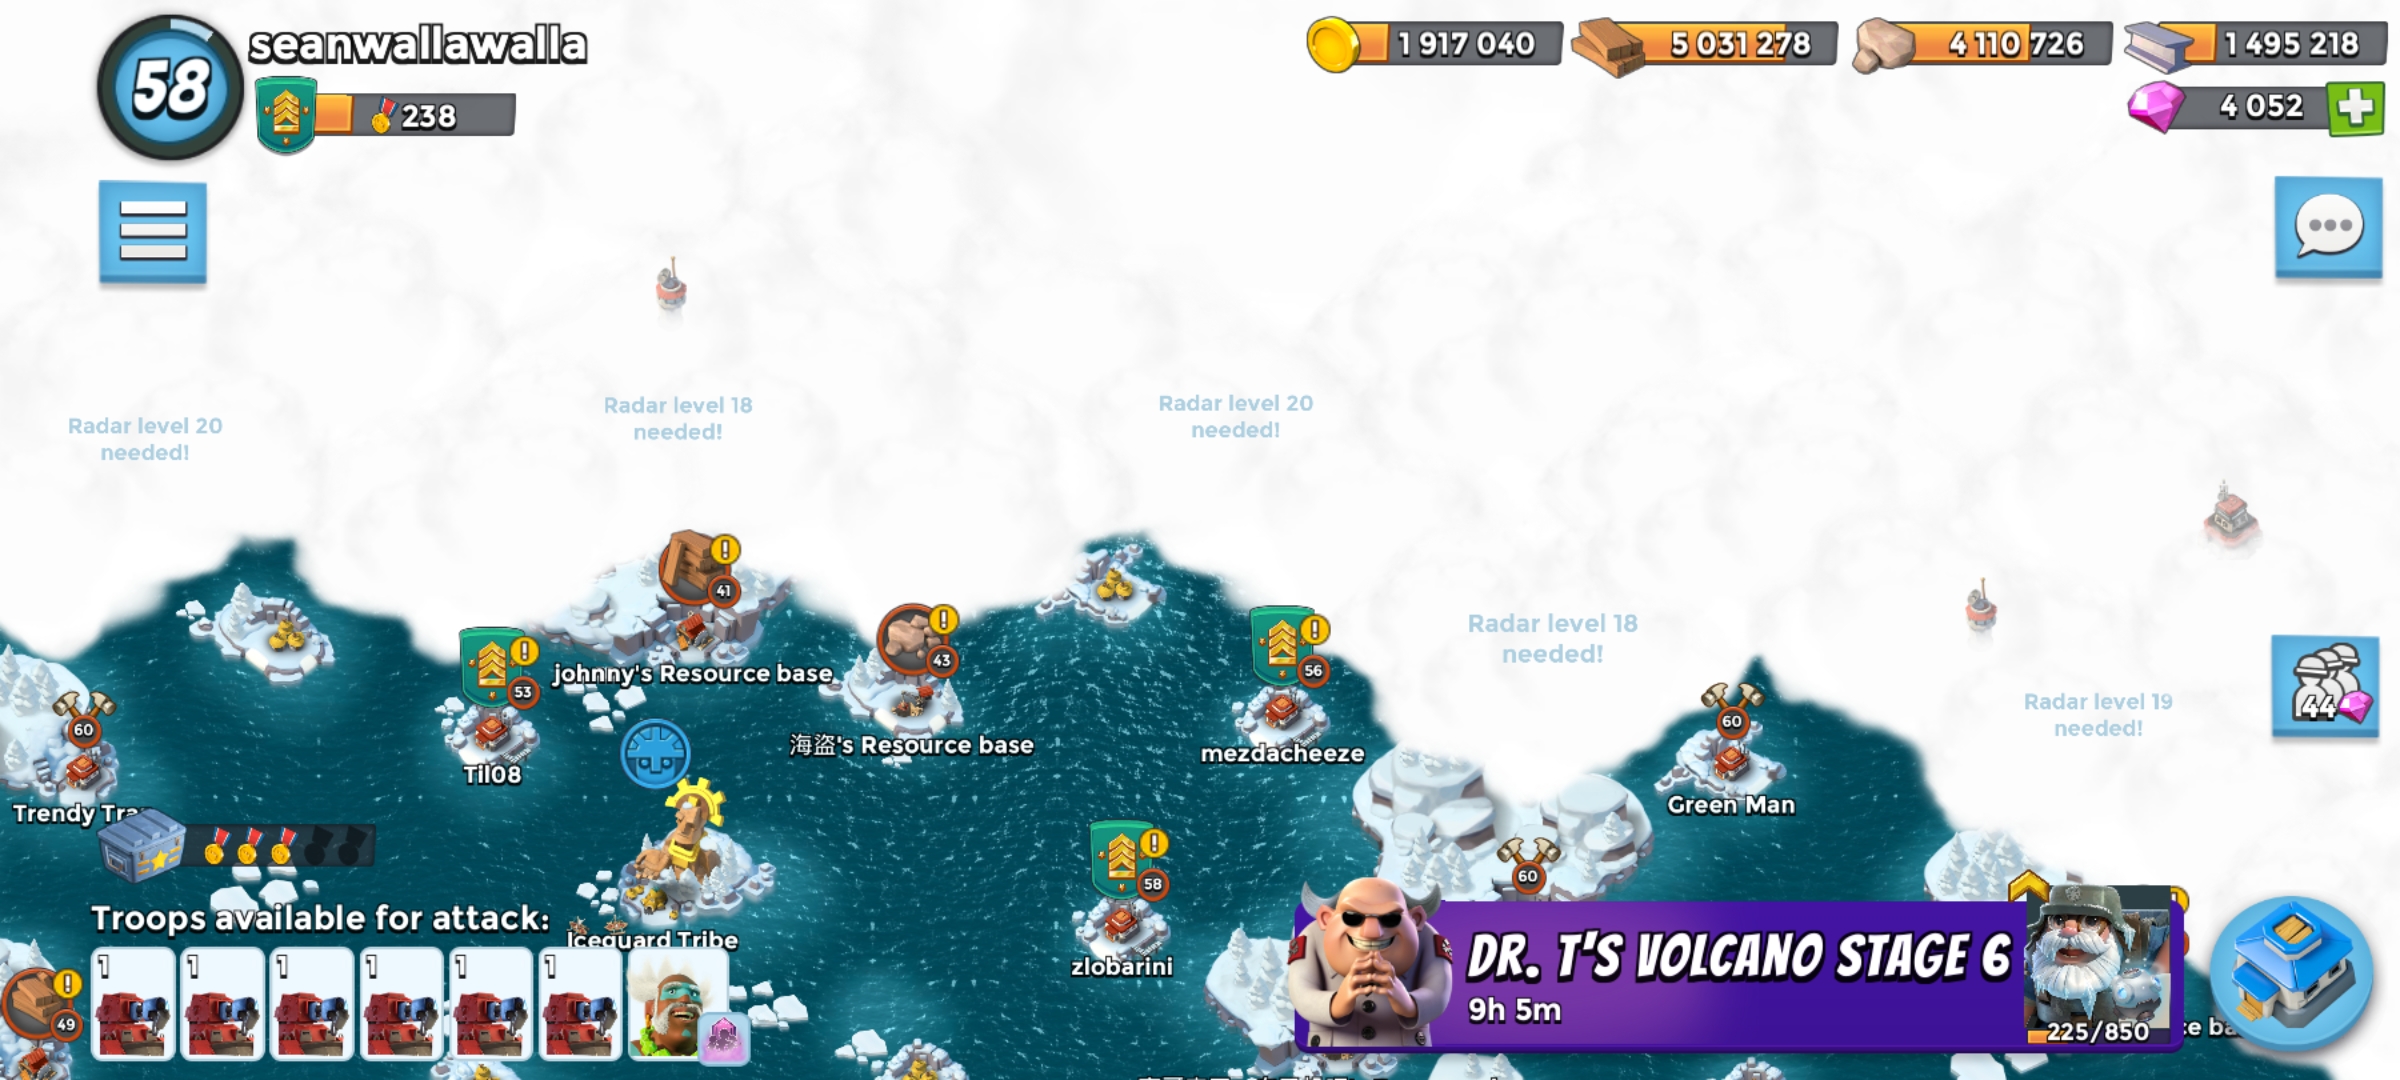 58
seanwallawalla
238
1 917 040
5 031 278
4 110 726
1 495 218
4 052
Radar level 20
needed!
Radar level 18
needed!
Radar level 20
needed!
Radar level 18
needed!
Radar level 19
needed!
41
johnny's Resource base
43
海盗's Resource base
53
Til08
56
mezdacheeze
60
Trendy Tra
60
Green Man
44
58
zlobarini
60
Iceguard Tribe
Troops available for attack:
1 1 1 1 1 1
49
DR. T'S VOLCANO STAGE 6
9h 5m
225/850
ce ba